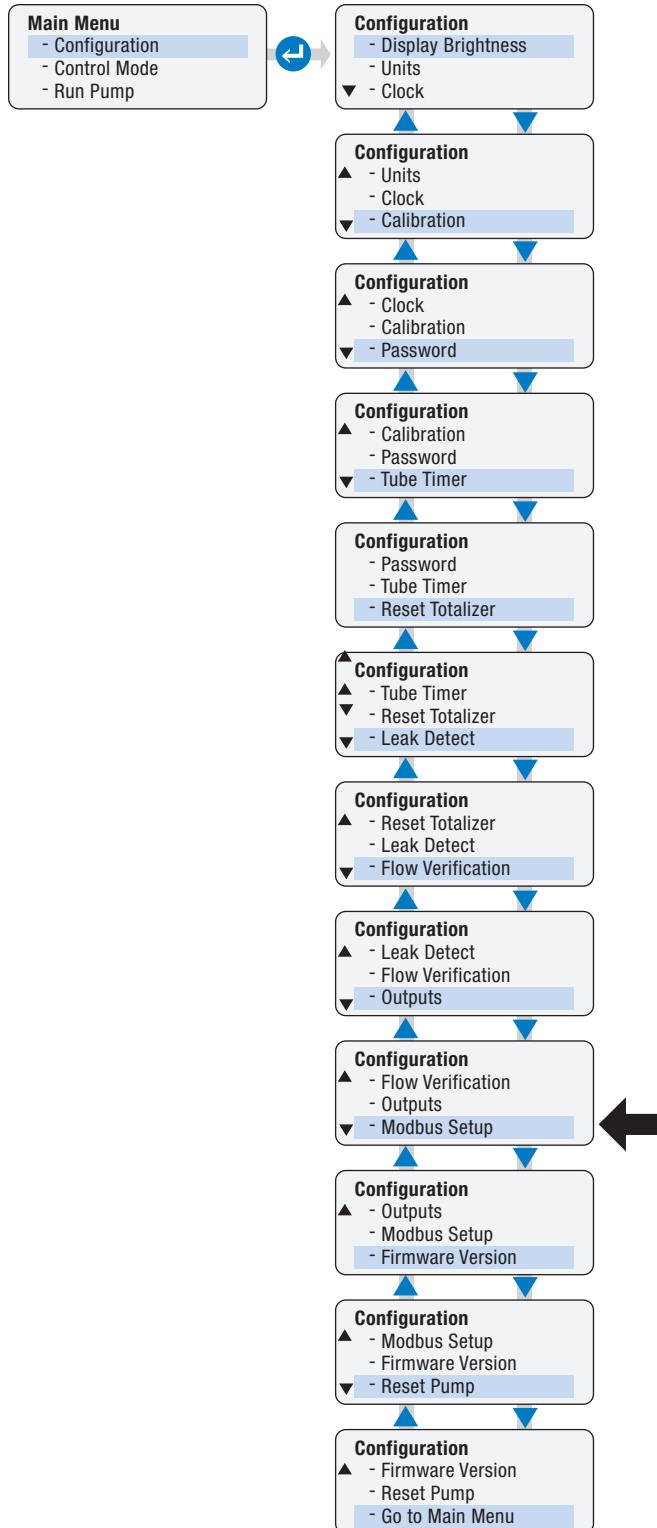 Main Menu
- Configuration
- Control Mode
- Run Pump
Configuration
- Display Brightness
- Units
- Clock
Configuration
- Units
- Clock
- Calibration
Configuration
- Clock
- Calibration
- Password
Configuration
- Calibration
- Password
- Tube Timer
Configuration
- Password
- Tube Timer
- Reset Totalizer
Configuration
- Tube Timer
- Reset Totalizer
- Leak Detect
Configuration
- Reset Totalizer
- Leak Detect
- Flow Verification
Configuration
- Leak Detect
- Flow Verification
- Outputs
Configuration
- Flow Verification
- Outputs
- Modbus Setup
Configuration
- Outputs
- Modbus Setup
- Firmware Version
Configuration
- Modbus Setup
- Firmware Version
- Reset Pump
Configuration
- Firmware Version
- Reset Pump
- Go to Main Menu